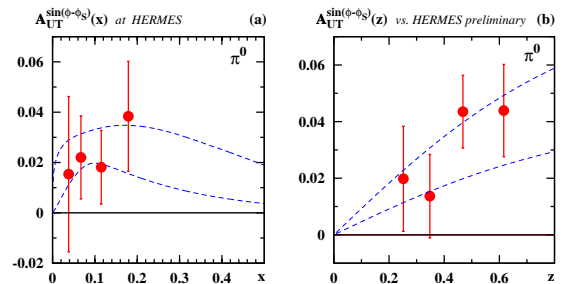 A_UT^sin(ϕ-ϕ_S)(x) at HERMES (a)
π⁰
0.06
0.04
0.02
0
-0.02
0 0.1 0.2 0.3 0.4 x
A_UT^sin(ϕ-ϕ_S)(z) vs. HERMES preliminary (b)
π⁰
0.06
0.04
0.02
0
0 0.2 0.4 0.6 z